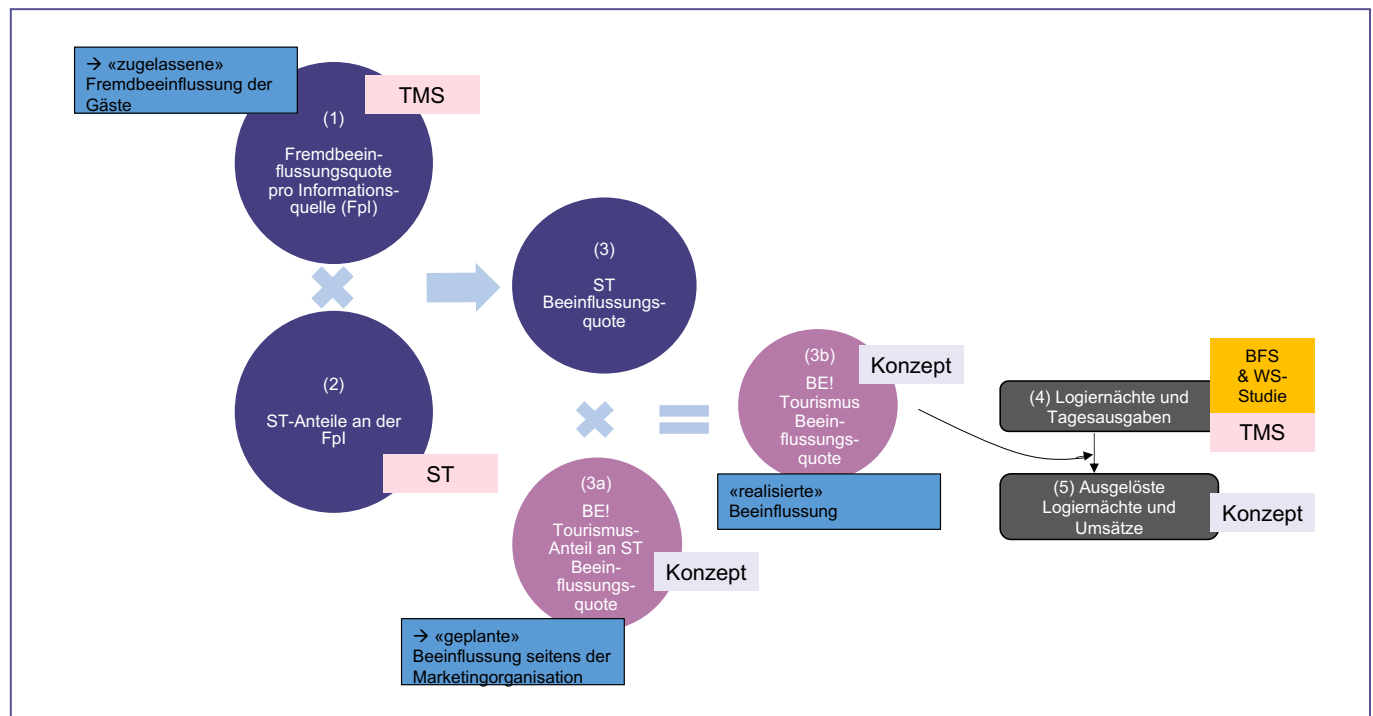 → «zugelassene»
Fremdbeeinflussung der
Gäste
TMS
(1)
Fremdbeein-
flussungsquote
pro Informations-
quelle (FpI)
(2)
ST-Anteile an der
FpI
ST
(3)
ST
Beeinflussungs-
quote
(3a)
BE!
Tourismus-
Anteil an ST
Beein-
flussungs-
quote
Konzept
→ «geplante»
Beeinflussung seitens der
Marketingorganisation
(3b)
BE!
Tourismus
Beein-
flussungs-
quote
Konzept
«realisierte»
Beeinflussung
(4) Logiernächte und
Tagesausgaben
BFS
& WS-
Studie
TMS
(5) Ausgelöste
Logiernächte und
Umsätze
Konzept